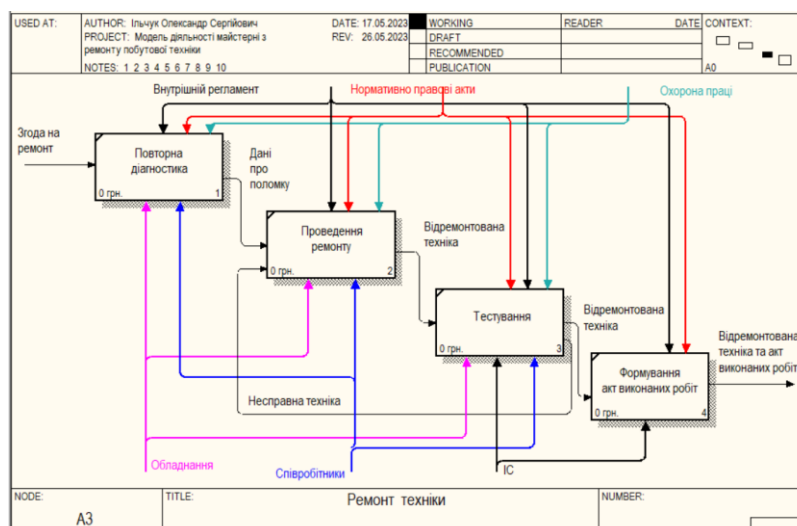 USED AT:
AUTHOR: Ільчук Олександр Сергійович
DATE: 17.05.2023
WORKING
READER
DATE
CONTEXT:
PROJECT: Модель діяльності майстерні з
ремонту побутової техніки
REV: 26.05.2023
DRAFT
RECOMMENDED
NOTES: 1 2 3 4 5 6 7 8 9 10
PUBLICATION
A0
Внутрішній регламент
Нормативно правові акти
Охорона праці
Згода на
ремонт
Повторна
діагностика
0 грн.
1
Дані
про
поломку
Проведення
ремонту
0 грн.
2
Відремонтована
техніка
Тестування
0 грн.
3
Відремонтована
техніка
Формування
акт виконаних робіт
0 грн.
4
Відремонтована
техніка та акт
виконаних робіт
Несправна техніка
Обладнання
Співробітники
ІС
NODE:
TITLE:
NUMBER:
Ремонт техніки
A3